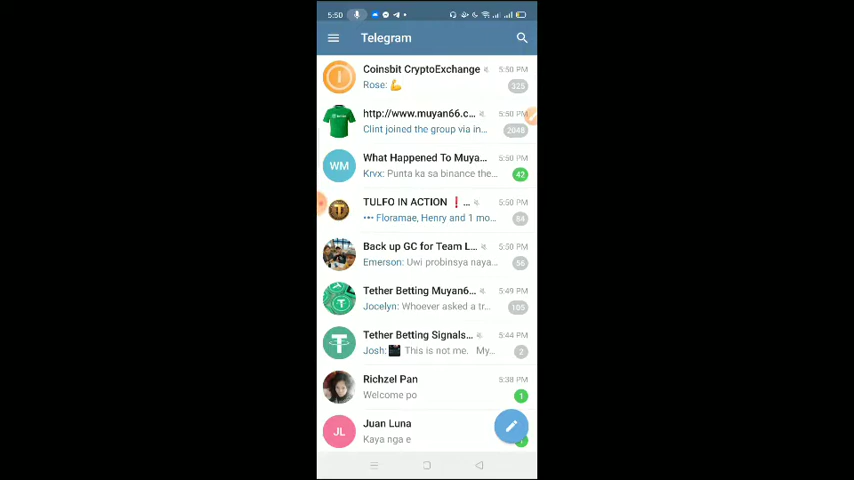 5:50
Telegram
Coinsbit CryptoExchange 5:50 PM
Rose: 💪 325
http://www.muyan66.c... 5:50 PM
Clint joined the group via in... 2048
WM What Happened To Muya... 5:50 PM
Krvx: Punta ka sa binance the... 42
TULFO IN ACTION ❗... 5:50 PM
••• Floramae, Henry and 1 mo... 84
Back up GC for Team L... 5:50 PM
Emerson: Uwi probinsya naya... 56
Tether Betting Muyan6... 5:49 PM
Jocelyn: Whoever asked a tr... 105
Tether Betting Signals... 5:44 PM
Josh: This is not me. My... 2
Richzel Pan 5:38 PM
Welcome po 1
JL Juan Luna
Kaya nga e